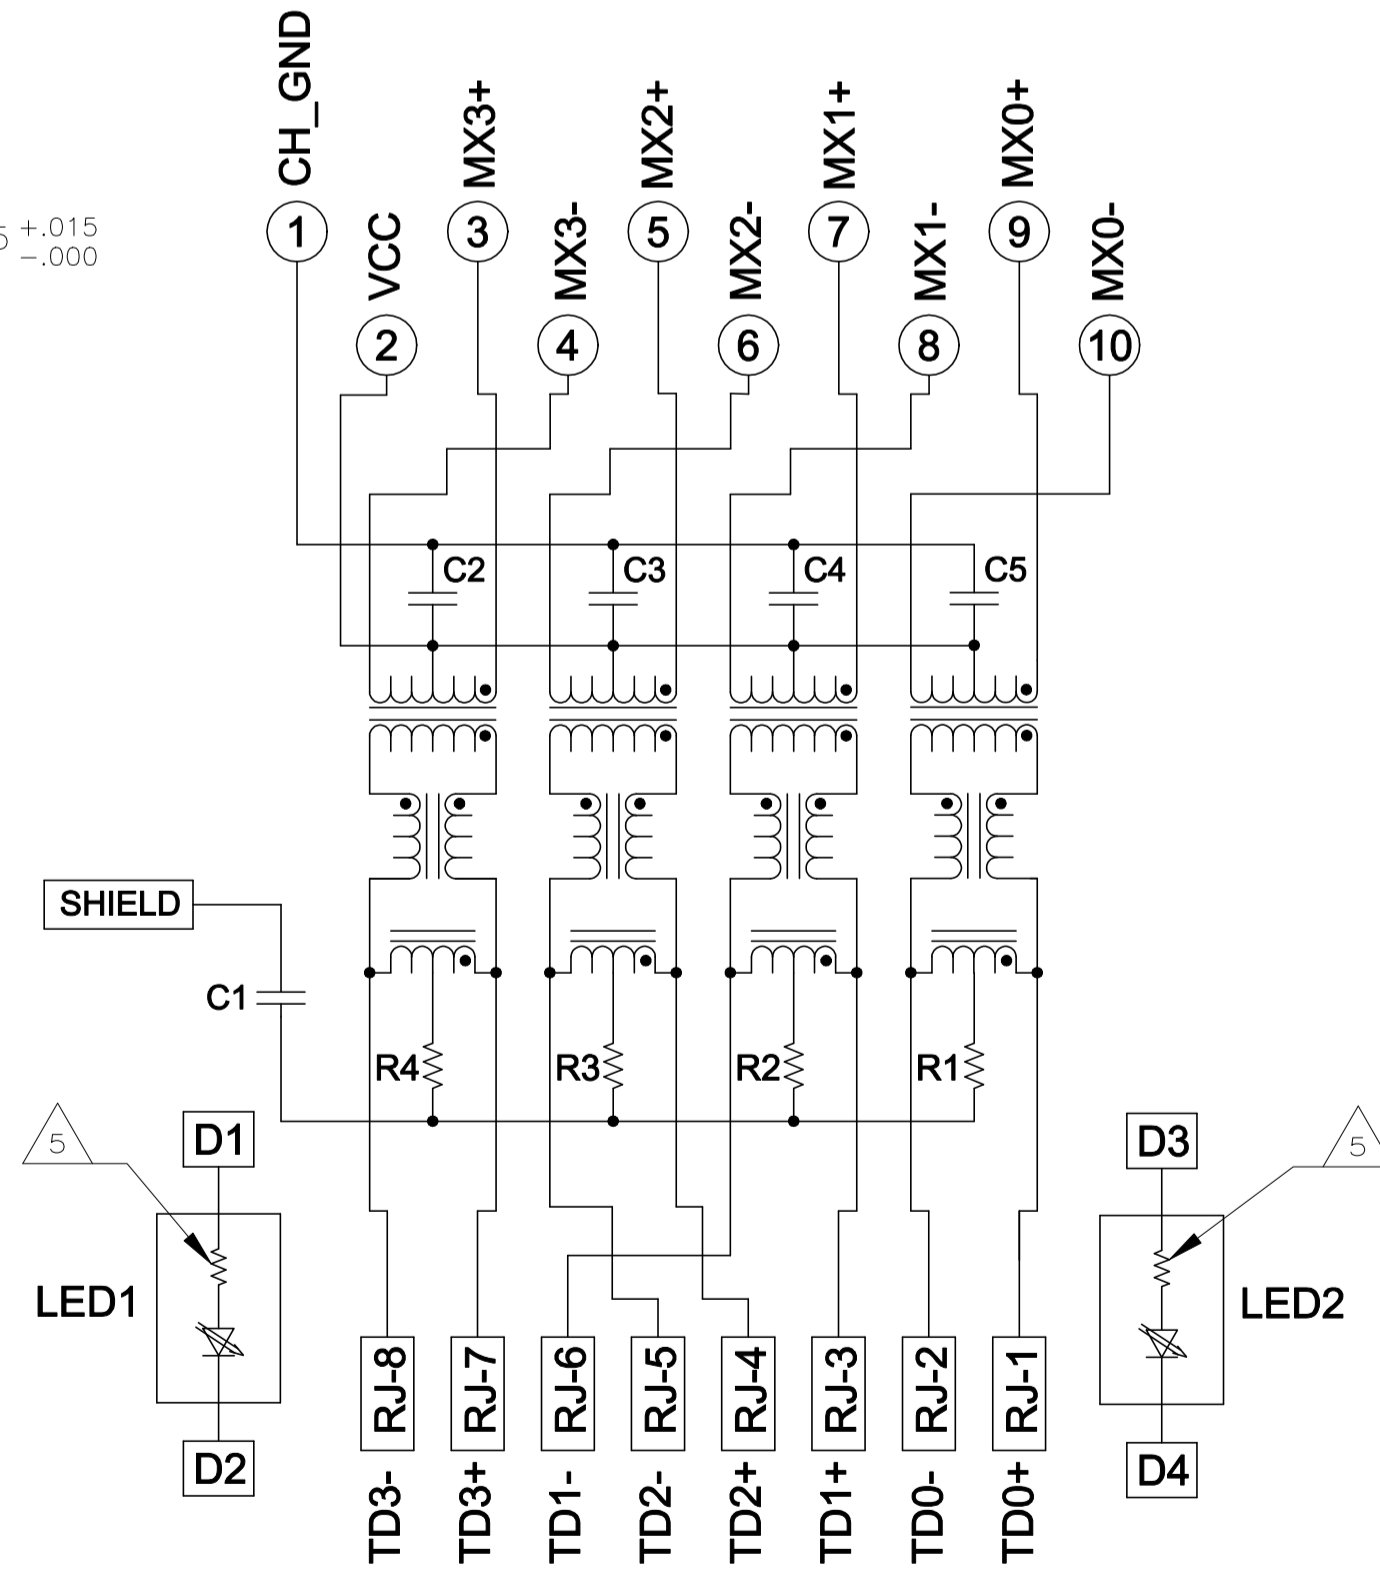 CH_GND
MX3+
MX2+
MX1+
MX0+
+.015
-.000
1
3
5
7
9
VCC
MX3-
MX2-
MX1-
MX0-
2
4
6
8
10
C2
C3
C4
C5
SHIELD
C1
R4
R3
R2
R1
5
D1
D3
5
LED1
LED2
RJ-8
RJ-7
RJ-6
RJ-5
RJ-4
RJ-3
RJ-2
RJ-1
D2
D4
TD3-
TD3+
TD1-
TD2-
TD2+
TD1+
TD0-
TD0+